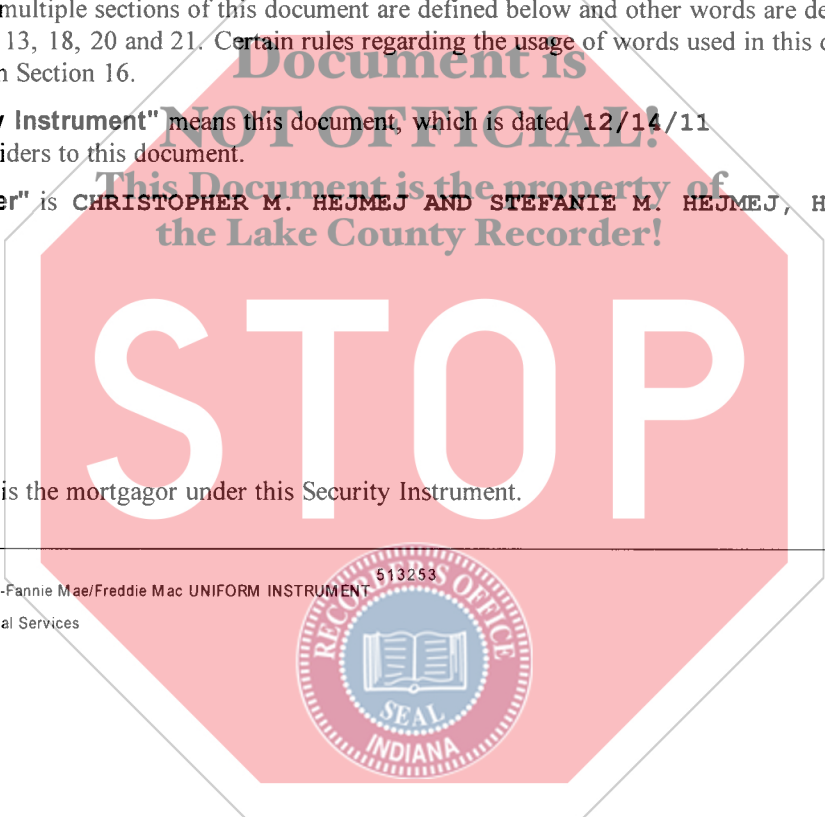 multiple sections of this document are defined below and other words are de
13, 18, 20 and 21. Certain rules regarding the usage of words used in this
Document is
n Section 16.
Instrument" means this document, which is dated 12/14/11
NOT OFFICIAL!
iders to this document.
This Document is the property of
er" is CHRISTOPHER M. HEJMEJ AND STEFANIE M. HEJMEJ, H
the Lake County Recorder!
STOP
is the mortgagor under this Security Instrument.
513253
-Fannie Mae/Freddie Mac UNIFORM INSTRUMENT
al Services
RECORDER'S OFFICE
SEAL
INDIANA